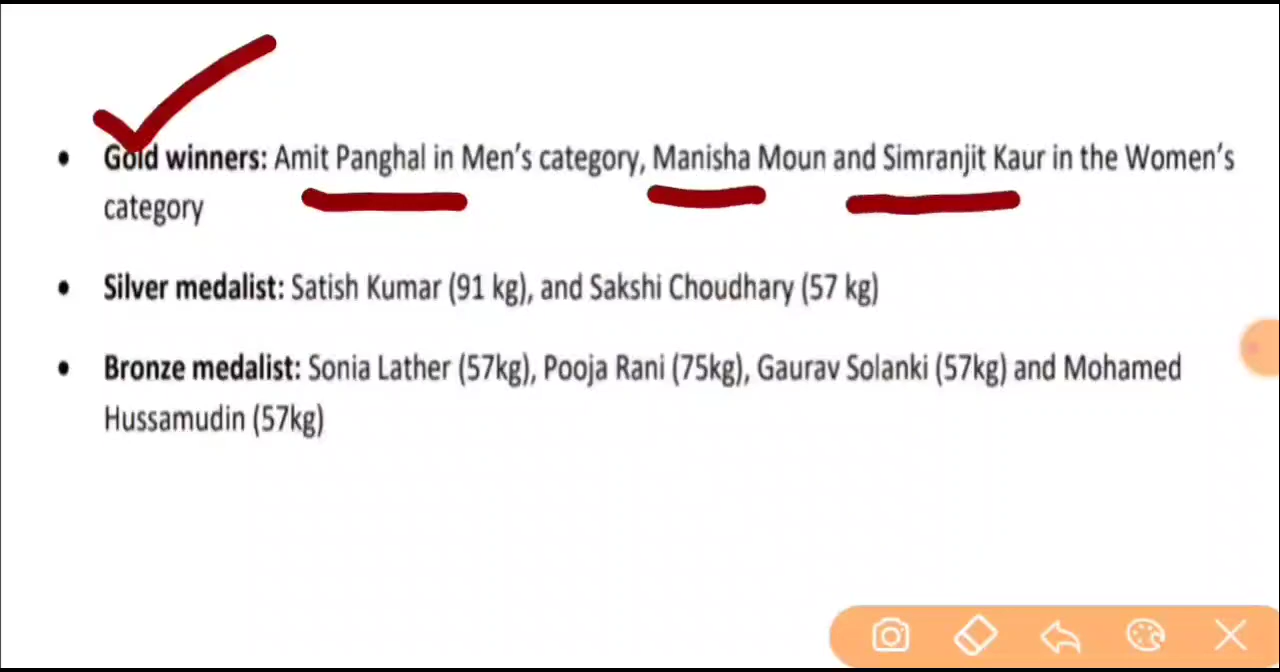 • Gold winners: Amit Panghal in Men's category, Manisha Moun and Simranjit Kaur in the Women's
category
• Silver medalist: Satish Kumar (91 kg), and Sakshi Choudhary (57 kg)
• Bronze medalist: Sonia Lather (57kg), Pooja Rani (75kg), Gaurav Solanki (57kg) and Mohamed
Hussamudin (57kg)